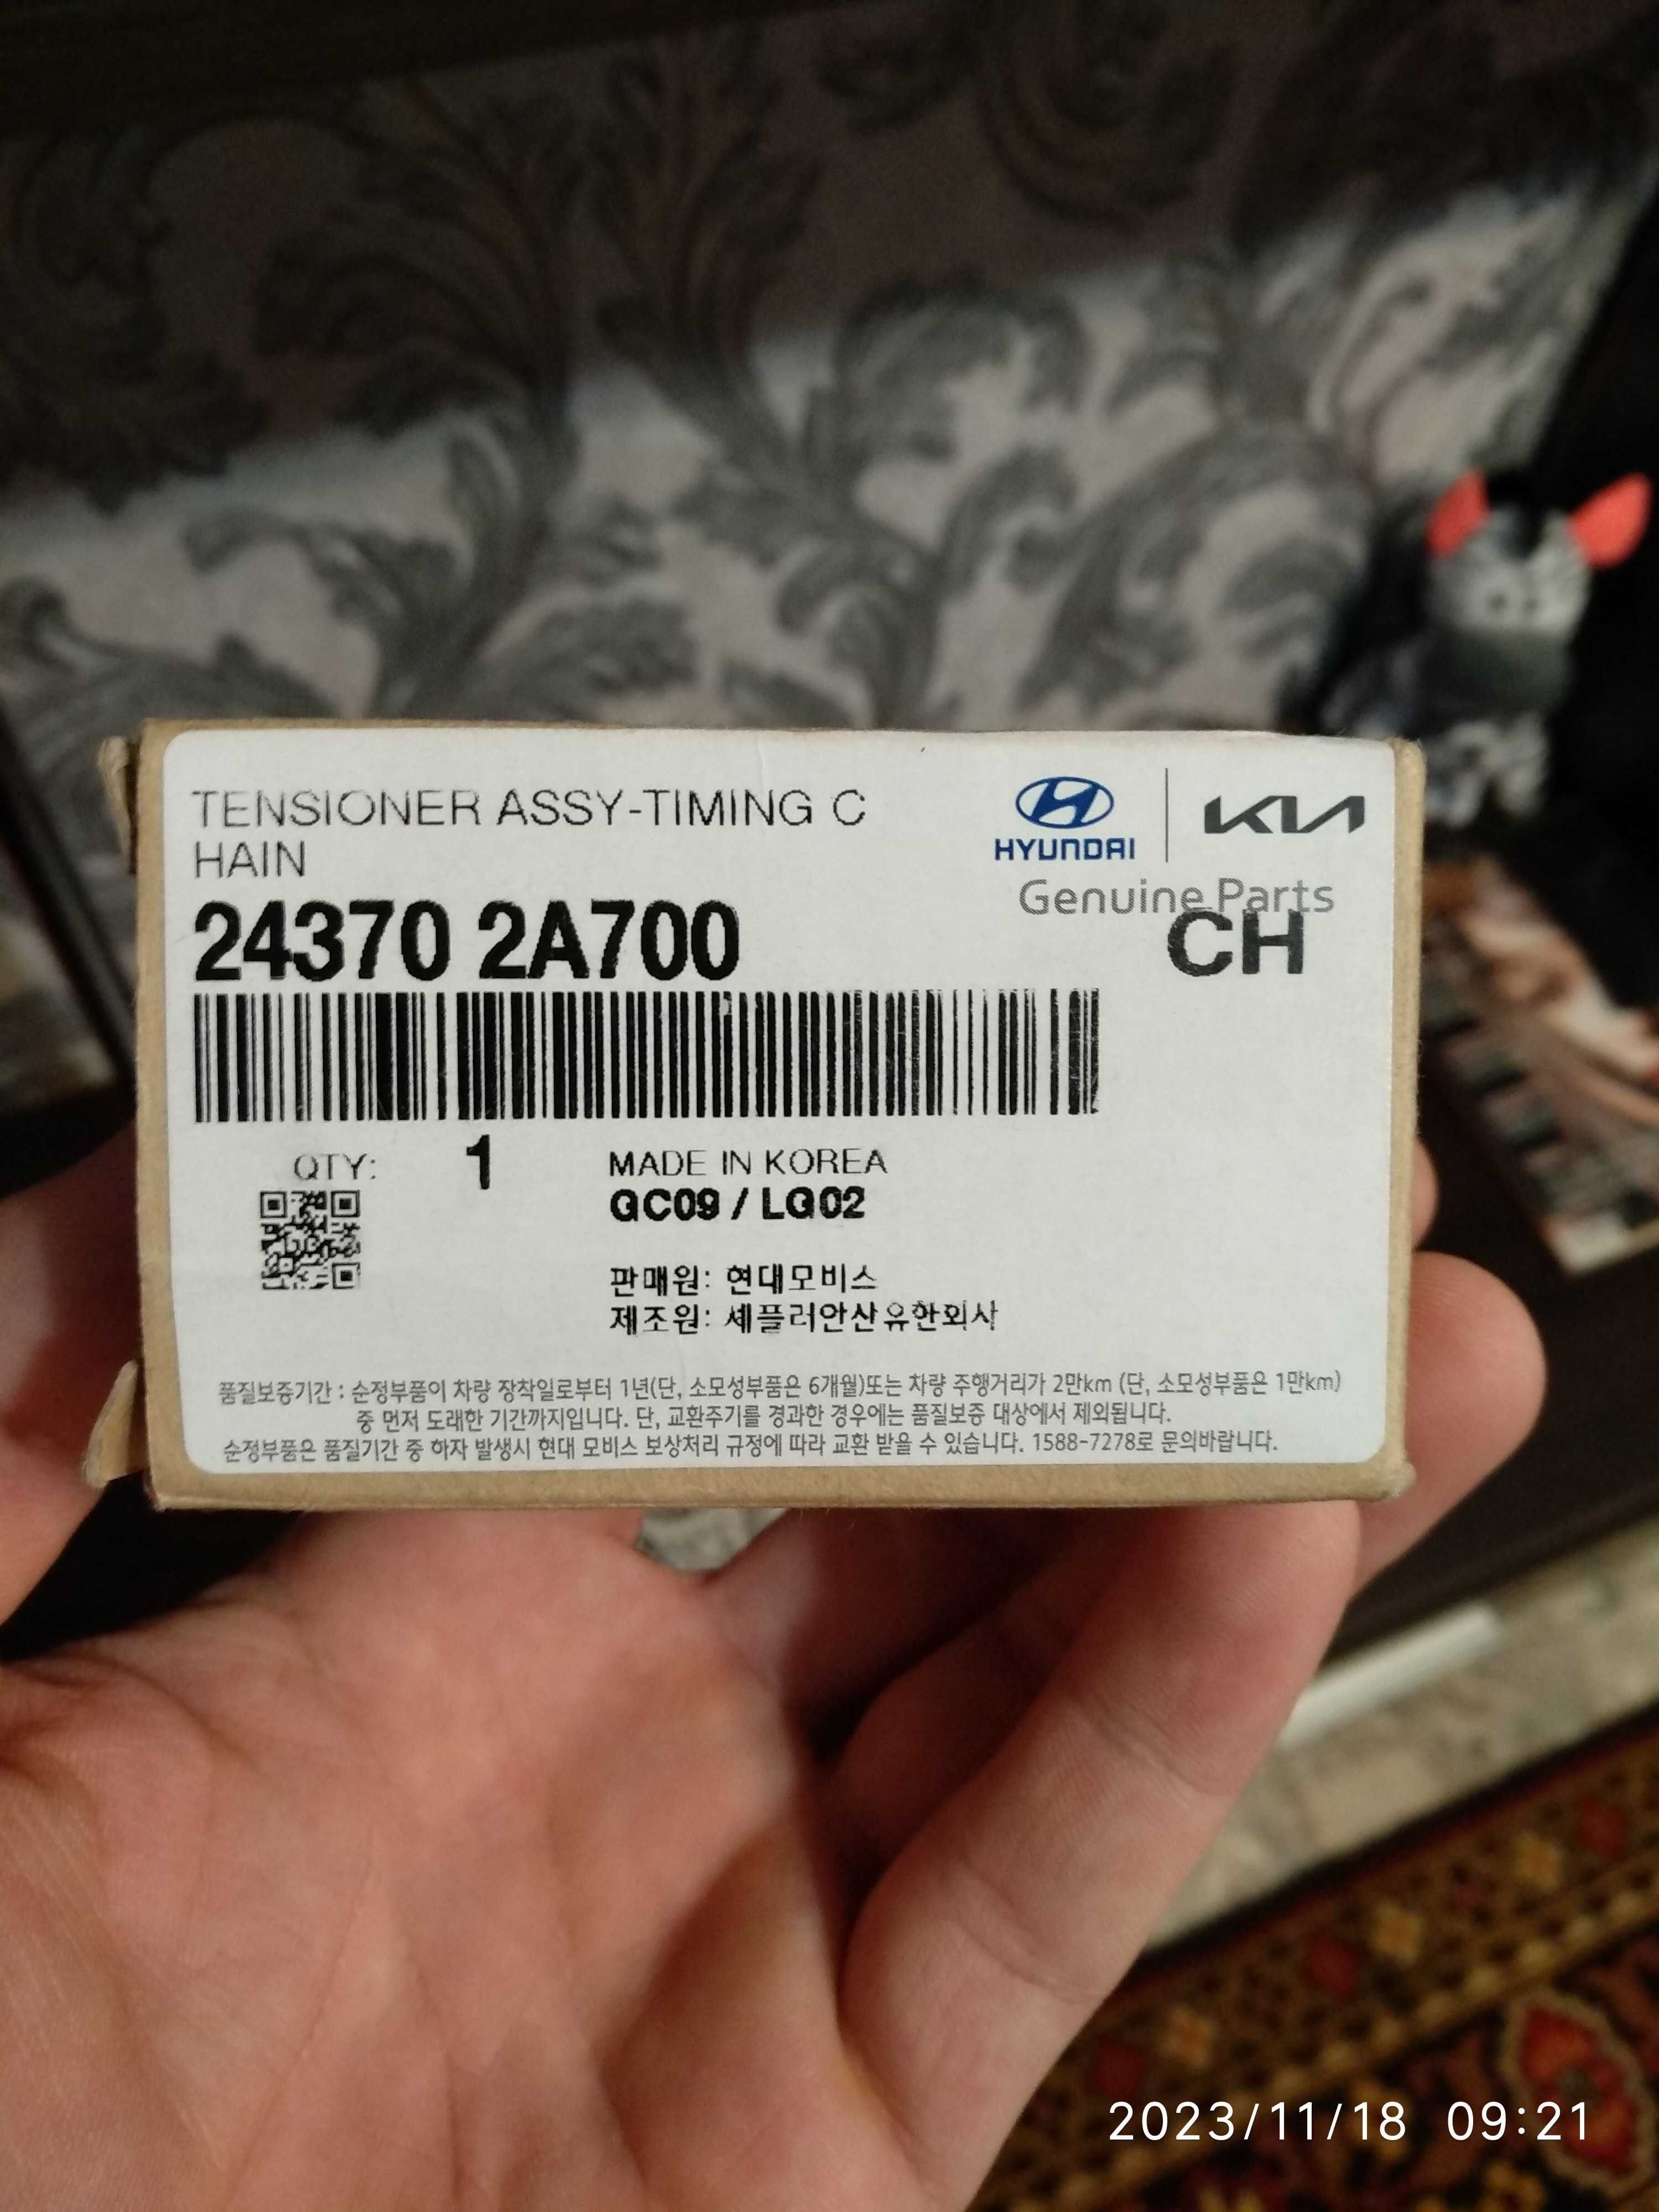 TENSIONER ASSY-TIMING C
HAIN
HYUNDAI
KIA
Genuine Parts
24370 2A700
CH
QTY: 1
MADE IN KOREA
GC09 / LG02
판매원: 현대모비스
제조원: 셰플러안산유한회사
품질보증기간 : 순정부품이 차량 장착일로부터 1년(단, 소모성부품은 6개월)또는 차량 주행거리가 2만km (단, 소모성부품은 1만km)
중 먼저 도래한 기간까지입니다. 단, 교환주기를 경과한 경우에는 품질보증 대상에서 제외됩니다.
순정부품은 품질기간 중 하자 발생시 현대 모비스 보상처리 규정에 따라 교환 받을 수 있습니다. 1588-7278로 문의바랍니다.
2023/11/18 09:21